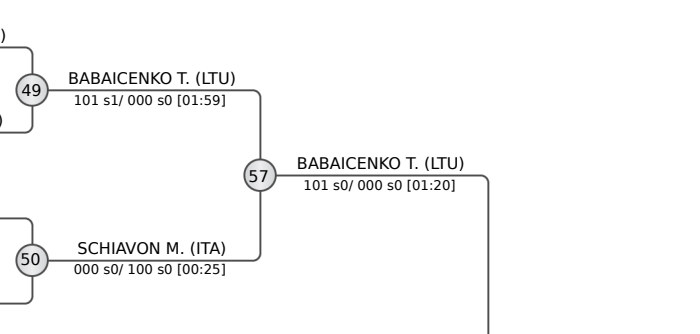 )
49
BABAICENKO T. (LTU)
101 s1/ 000 s0 [01:59]
)
57
BABAICENKO T. (LTU)
101 s0/ 000 s0 [01:20]
50
SCHIAVON M. (ITA)
000 s0/ 100 s0 [00:25]